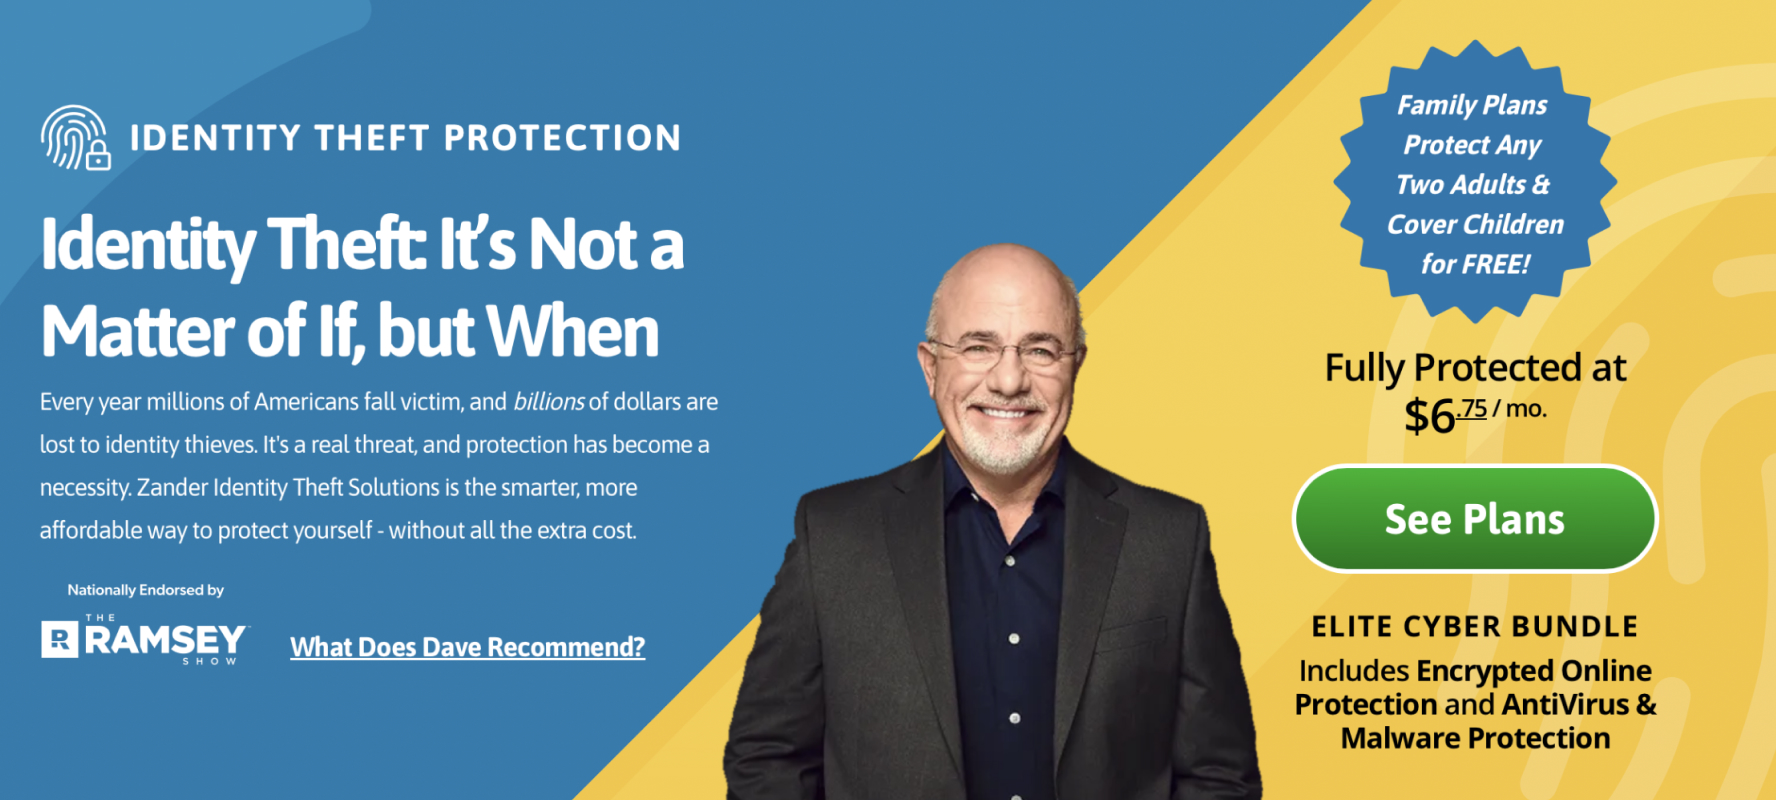 IDENTITY THEFT PROTECTION
Identity Theft: It's Not a
Matter of If, but When
Every year millions of Americans fall victim, and billions of dollars are
lost to identity thieves. It's a real threat, and protection has become a
necessity. Zander Identity Theft Solutions is the smarter, more
affordable way to protect yourself - without all the extra cost.
Nationally Endorsed by
R
THE
RAMSEY
SHOW
What Does Dave Recommend?
Family Plans
Protect Any
Two Adults &
Cover Children
for FREE!
Fully Protected at
$6.75 / mo.
See Plans
ELITE CYBER BUNDLE
Includes Encrypted Online
Protection and AntiVirus &
Malware Protection